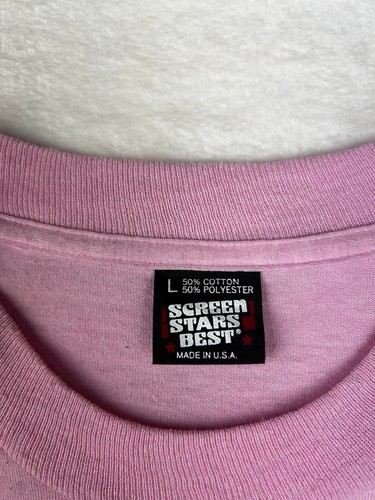 L 50% COTTON
50% POLYESTER
SCREEN
STARS
BEST®
MADE IN U.S.A.